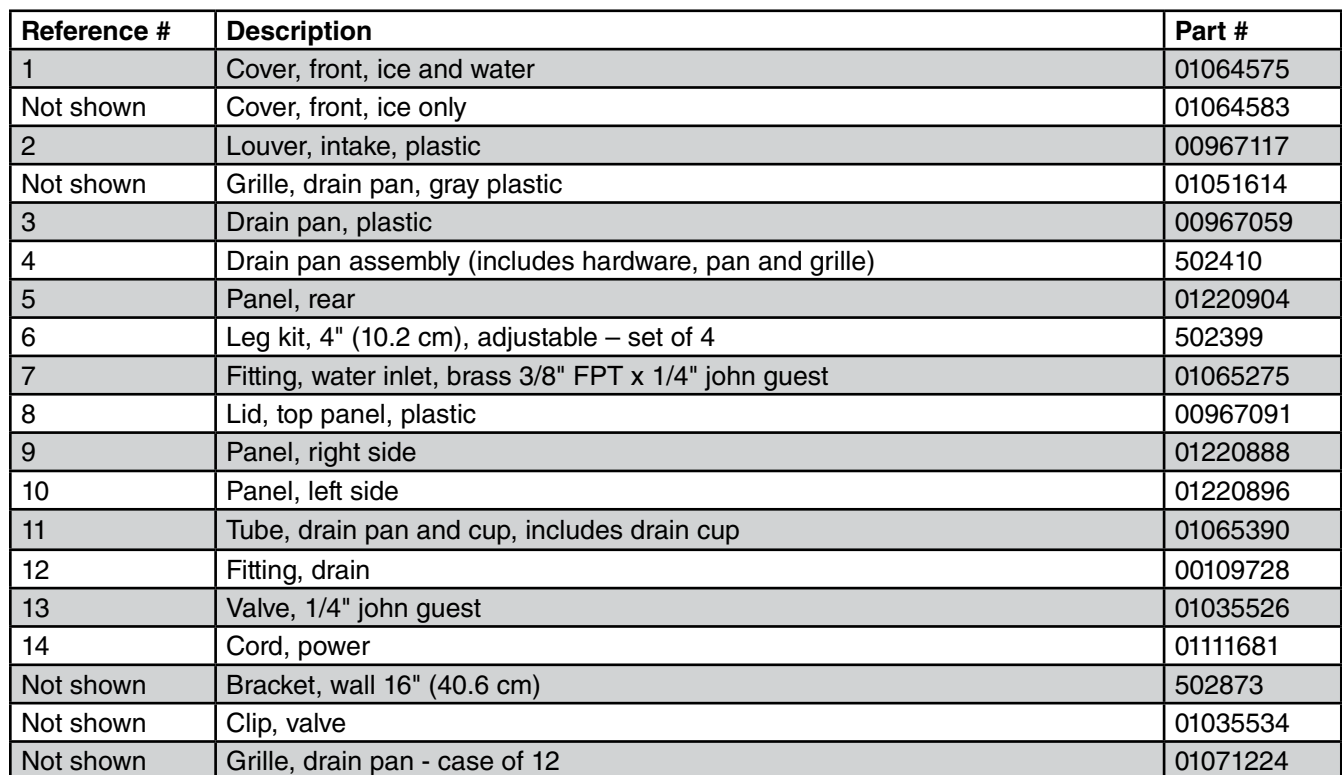 Reference # Description Part #
1 Cover, front, ice and water 01064575
Not shown Cover, front, ice only 01064583
2 Louver, intake, plastic 00967117
Not shown Grille, drain pan, gray plastic 01051614
3 Drain pan, plastic 00967059
4 Drain pan assembly (includes hardware, pan and grille) 502410
5 Panel, rear 01220904
6 Leg kit, 4" (10.2 cm), adjustable – set of 4 502399
7 Fitting, water inlet, brass 3/8" FPT x 1/4" john guest 01065275
8 Lid, top panel, plastic 00967091
9 Panel, right side 01220888
10 Panel, left side 01220896
11 Tube, drain pan and cup, includes drain cup 01065390
12 Fitting, drain 00109728
13 Valve, 1/4" john guest 01035526
14 Cord, power 01111681
Not shown Bracket, wall 16" (40.6 cm) 502873
Not shown Clip, valve 01035534
Not shown Grille, drain pan - case of 12 01071224